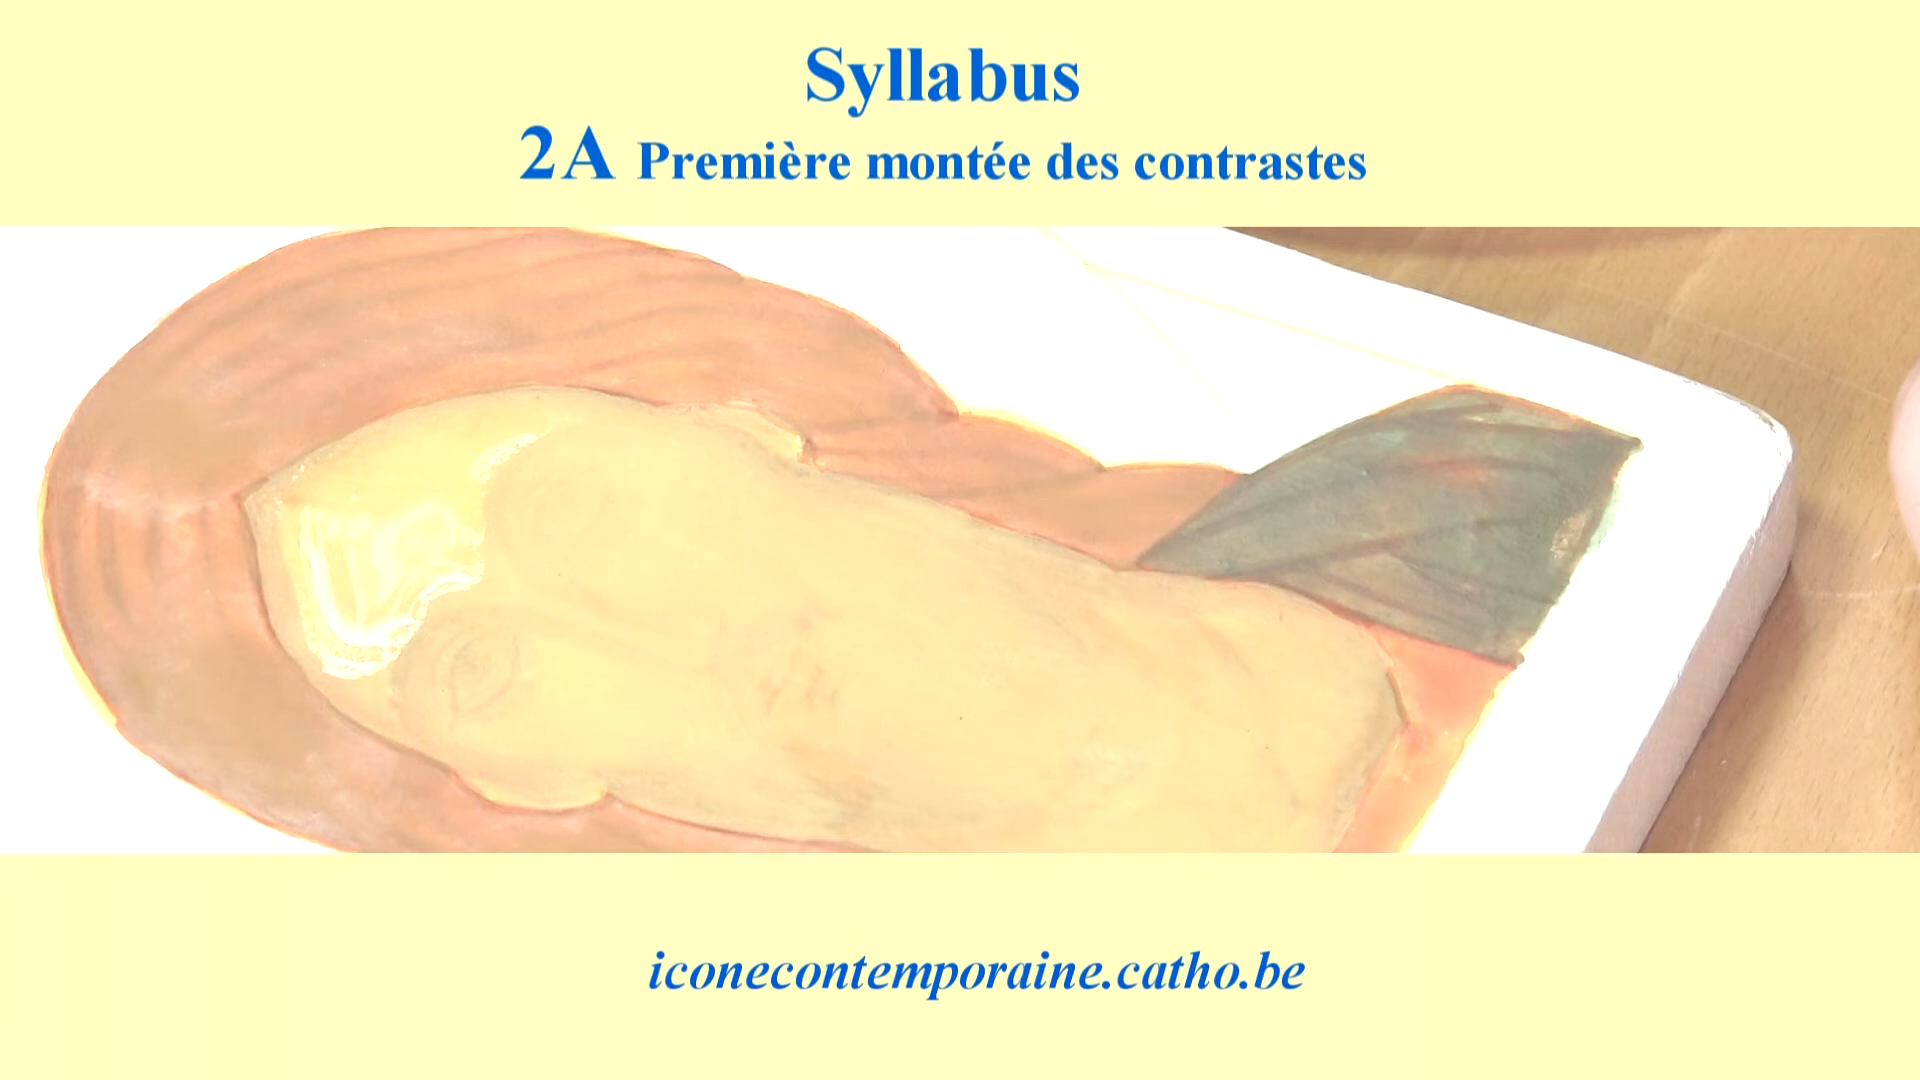 Syllabus
2A Première montée des contrastes
iconecontemporaine.catho.be